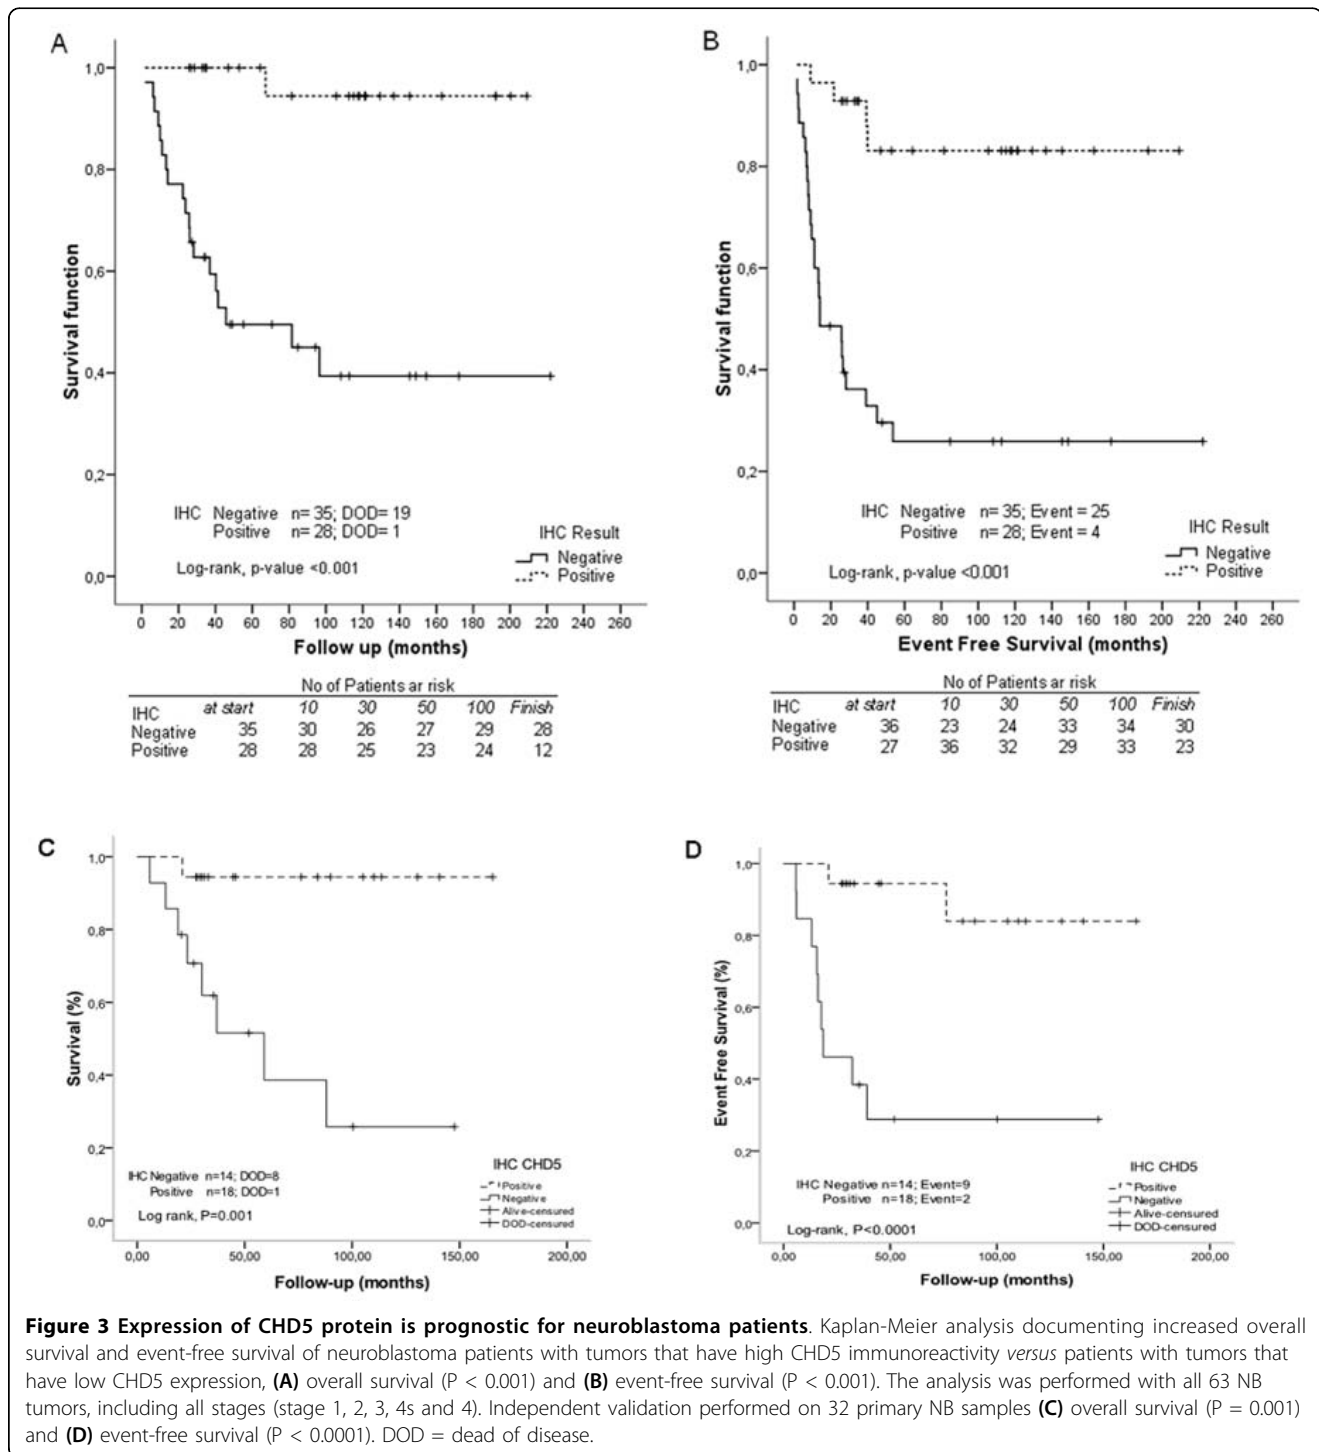 A
1,0
0,8
0,6
0,4
0,2
0,0
Survival function
IHC Negative n= 35; DOD= 19
Positive n= 28; DOD= 1
Log-rank, p-value <0.001
IHC Result
Negative
Positive
0 20 40 60 80 100 120 140 160 180 200 220 240 260
Follow up (months)
No of Patients ar risk
IHC at start 10 30 50 100 Finish
Negative 35 30 26 27 29 28
Positive 28 28 25 23 24 12
B
1,0
0,8
0,6
0,4
0,2
0,0
Survival function
IHC Negative n= 35; Event = 25
Positive n= 28; Event = 4
Log-rank, p-value <0.001
IHC Result
Negative
Positive
0 20 40 60 80 100 120 140 160 180 200 220 240 260
Event Free Survival (months)
No of Patients ar risk
IHC at start 10 30 50 100 Finish
Negative 36 23 24 33 34 30
Positive 27 36 32 29 33 23
C
1,0
0,8
0,6
0,4
0,2
0,0
Survival (%)
IHC Negative n=14; DOD=8
Positive n=18; DOD=1
Log rank, P=0.001
IHC CHD5
Positive
Negative
Alive-censured
DOD-censured
0,00 50,00 100,00 150,00 200,00
Follow-up (months)
D
1,0
0,8
0,6
0,4
0,2
0,0
Event Free Survival (%)
IHC Negative n=14; Event=9
Positive n=18; Event=2
Log-rank, P<0.0001
IHC CHD5
Positive
Negative
Alive-censured
DOD-censured
0,00 50,00 100,00 150,00 200,00
Follow-up (months)
Figure 3 Expression of CHD5 protein is prognostic for neuroblastoma patients. Kaplan-Meier analysis documenting increased overall
survival and event-free survival of neuroblastoma patients with tumors that have high CHD5 immunoreactivity versus patients with tumors that
have low CHD5 expression, (A) overall survival (P < 0.001) and (B) event-free survival (P < 0.001). The analysis was performed with all 63 NB
tumors, including all stages (stage 1, 2, 3, 4s and 4). Independent validation performed on 32 primary NB samples (C) overall survival (P = 0.001)
and (D) event-free survival (P < 0.0001). DOD = dead of disease.